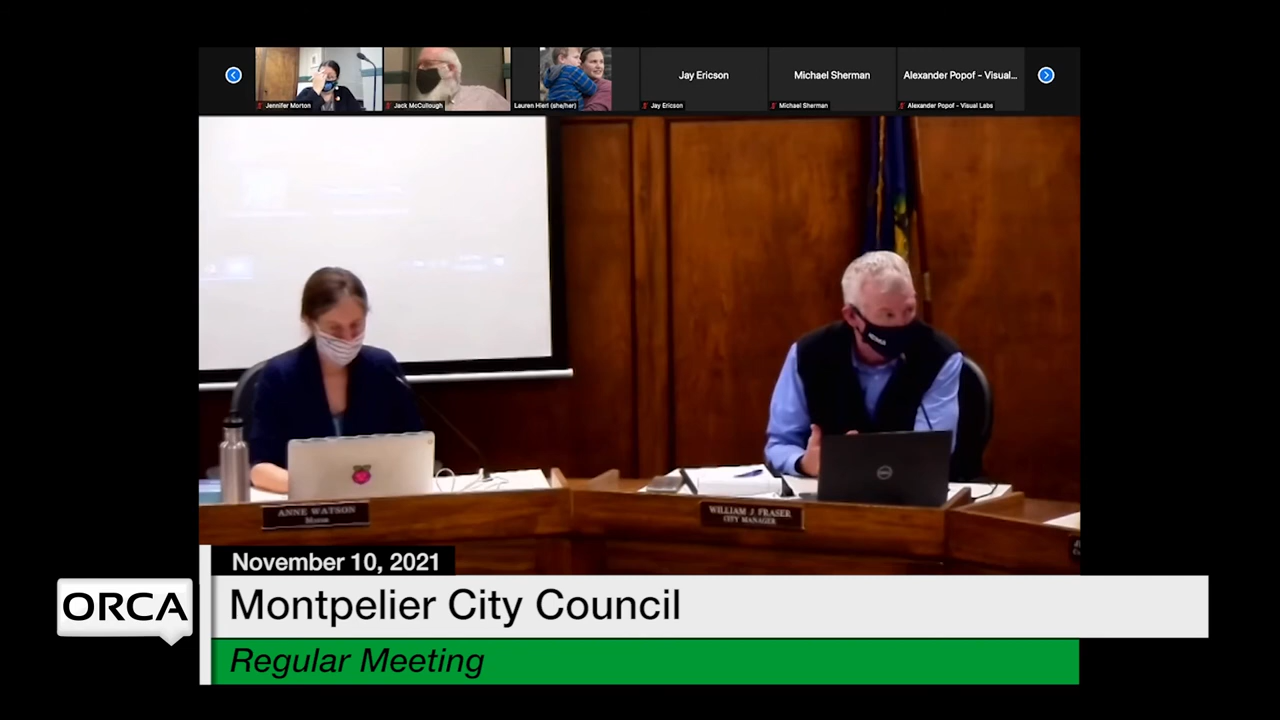 Jay Ericson
Michael Sherman
Alexander Popof - Visual...
Jennifer Morton
Jack McCullough
Lauren Hierl (she/her)
Jay Ericson
Michael Sherman
Alexander Popof - Visual Labs
DELL
ANNE WATSON
WILLIAM J FRASER
CITY MANAGER
November 10, 2021
ORCA
Montpelier City Council
Regular Meeting